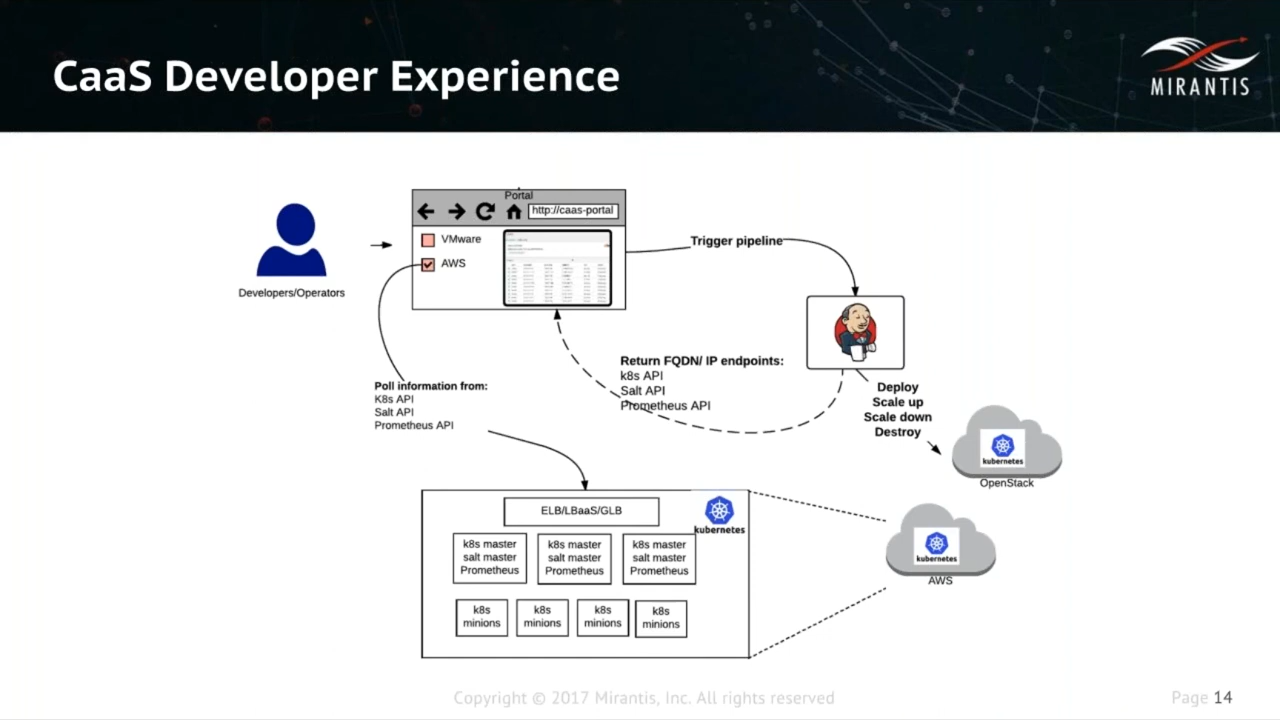 CaaS Developer Experience
MIRANTIS
Portal
http://caas-portal
VMware
AWS
Developers/Operators
Trigger pipeline
Return FQDN/ IP endpoints:
k8s API
Salt API
Prometheus API
Poll information from:
K8s API
Salt API
Prometheus API
Deploy
Scale up
Scale down
Destroy
kubernetes
OpenStack
ELB/LBaaS/GLB
kubernetes
k8s master
salt master
Prometheus
k8s master
salt master
Prometheus
k8s master
salt master
Prometheus
k8s
minions
k8s
minions
k8s
minions
k8s
minions
kubernetes
AWS
Copyright © 2017 Mirantis, Inc. All rights reserved
Page 14